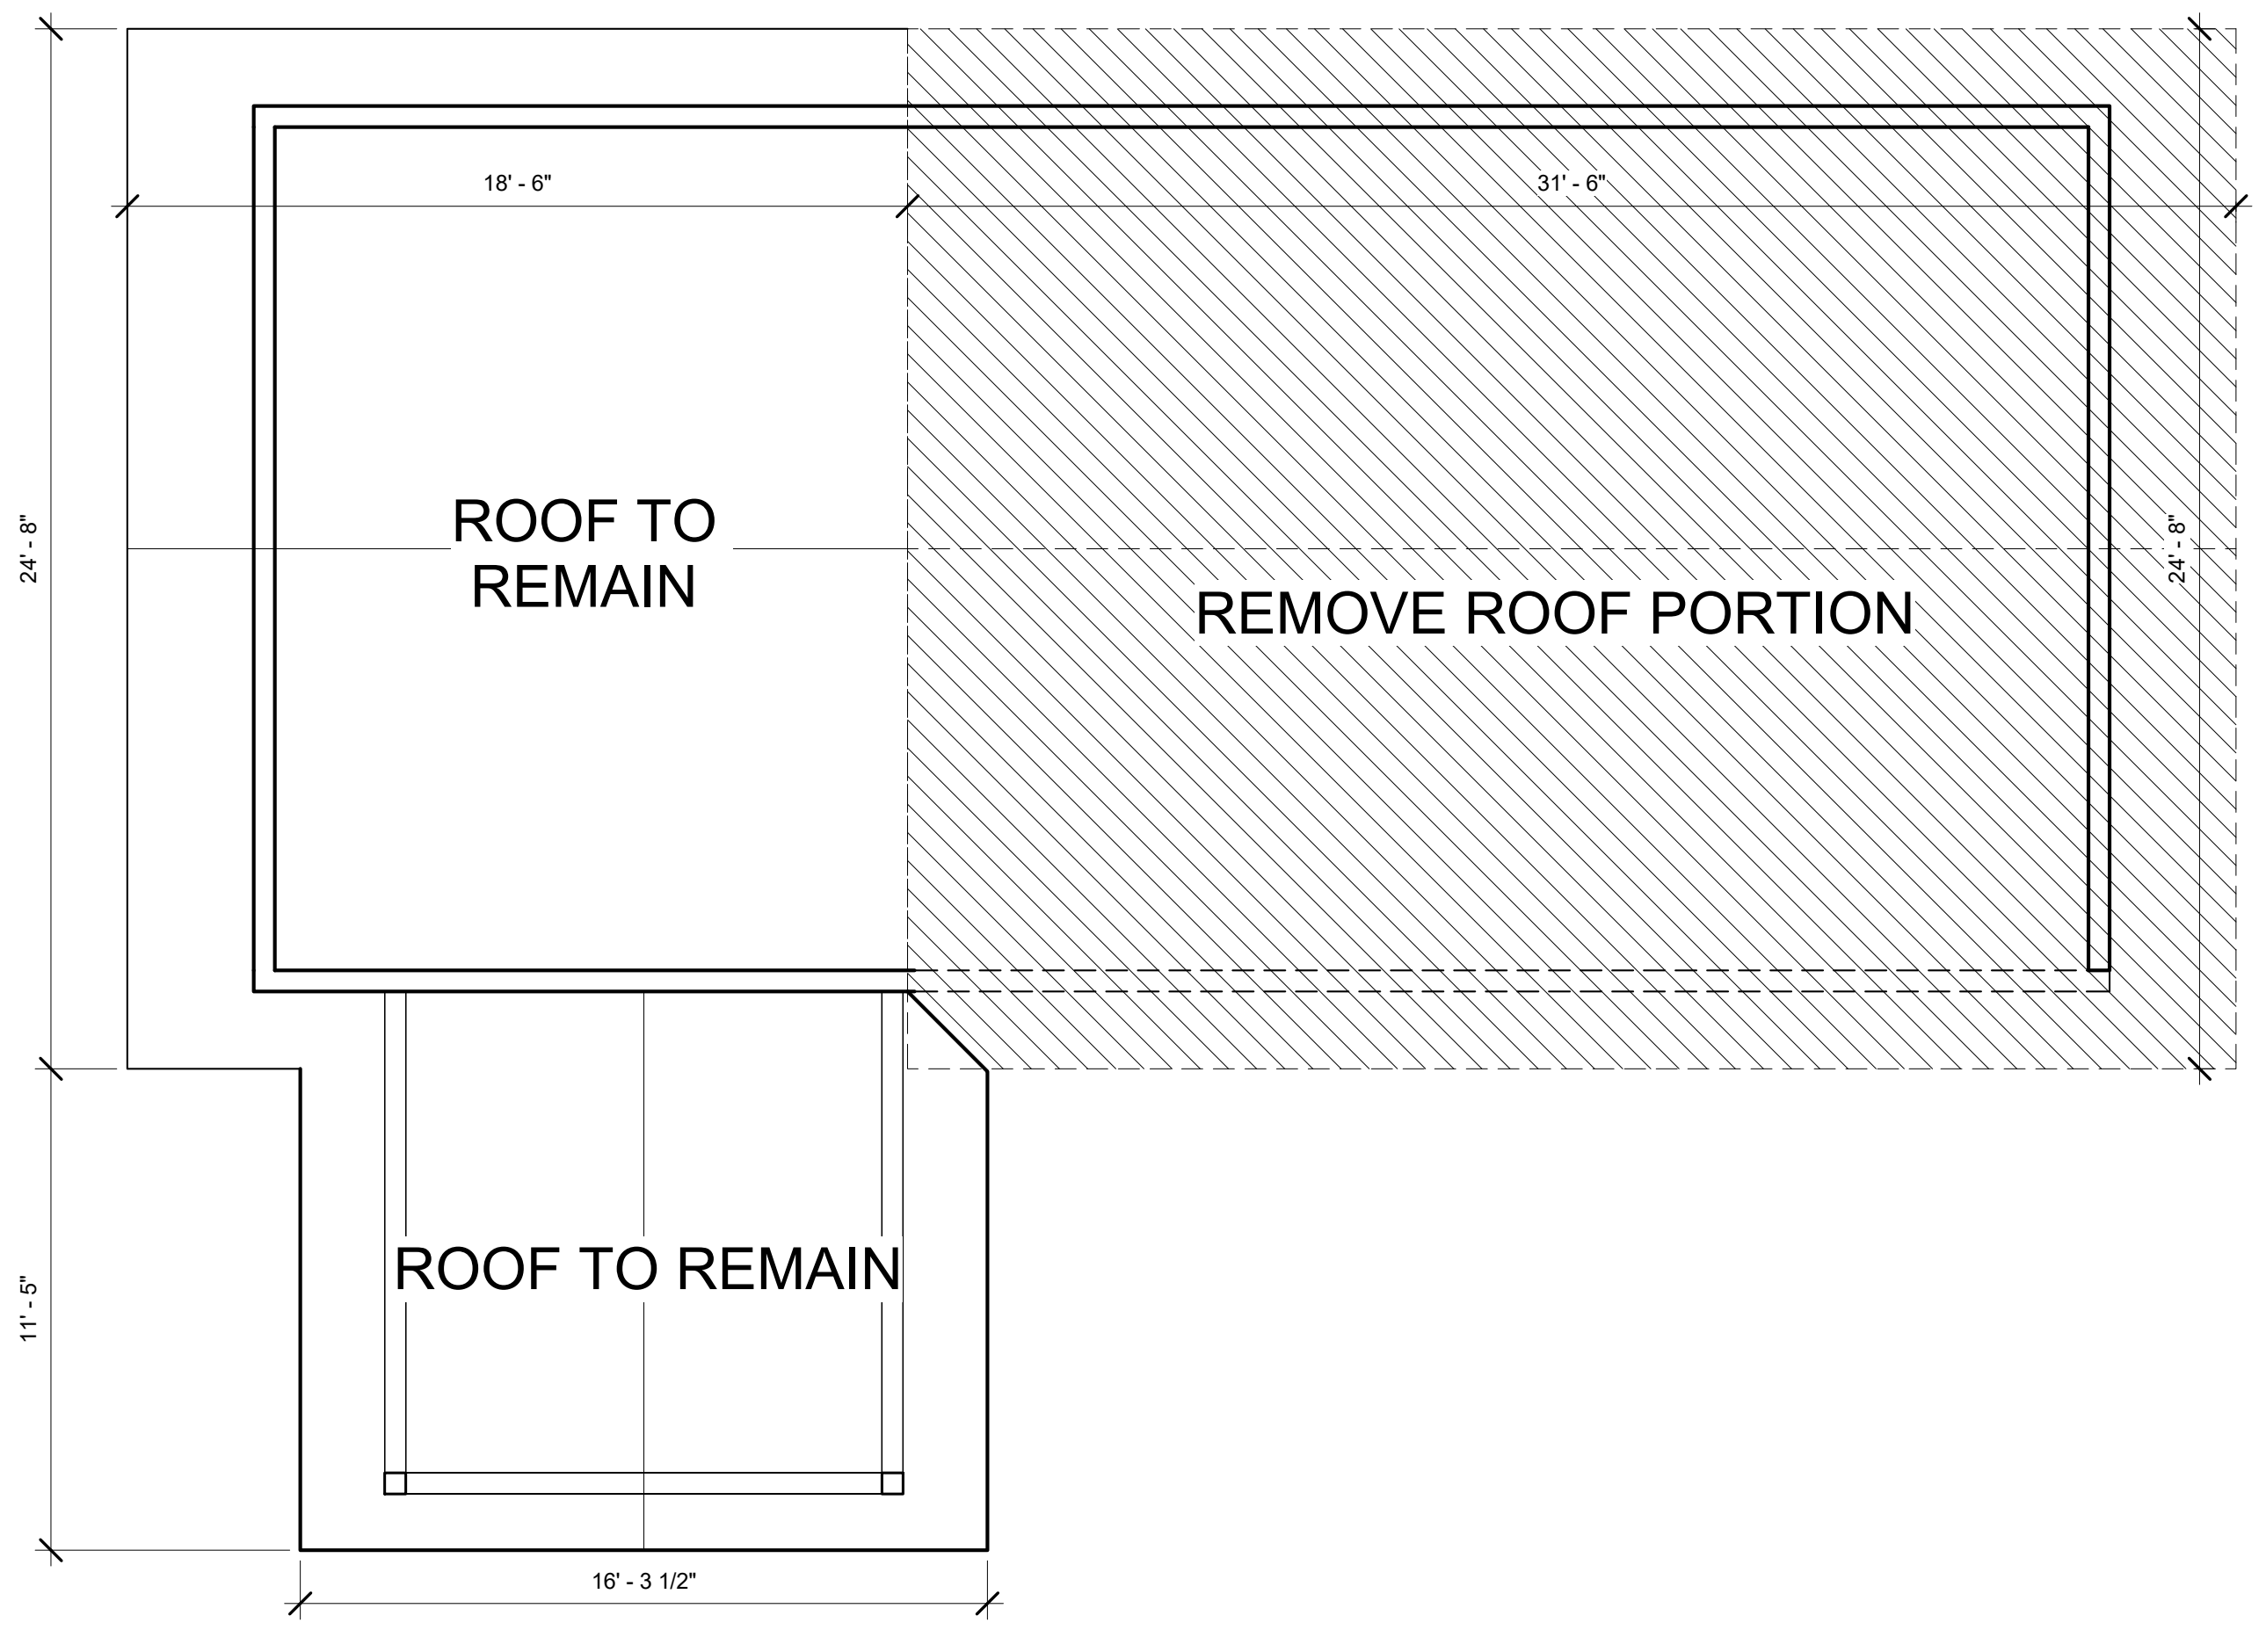 18' - 6"
31' - 6"
24' - 8"
24' - 8"
ROOF TO
REMAIN
REMOVE ROOF PORTION
11' - 5"
ROOF TO REMAIN
16' - 3 1/2"